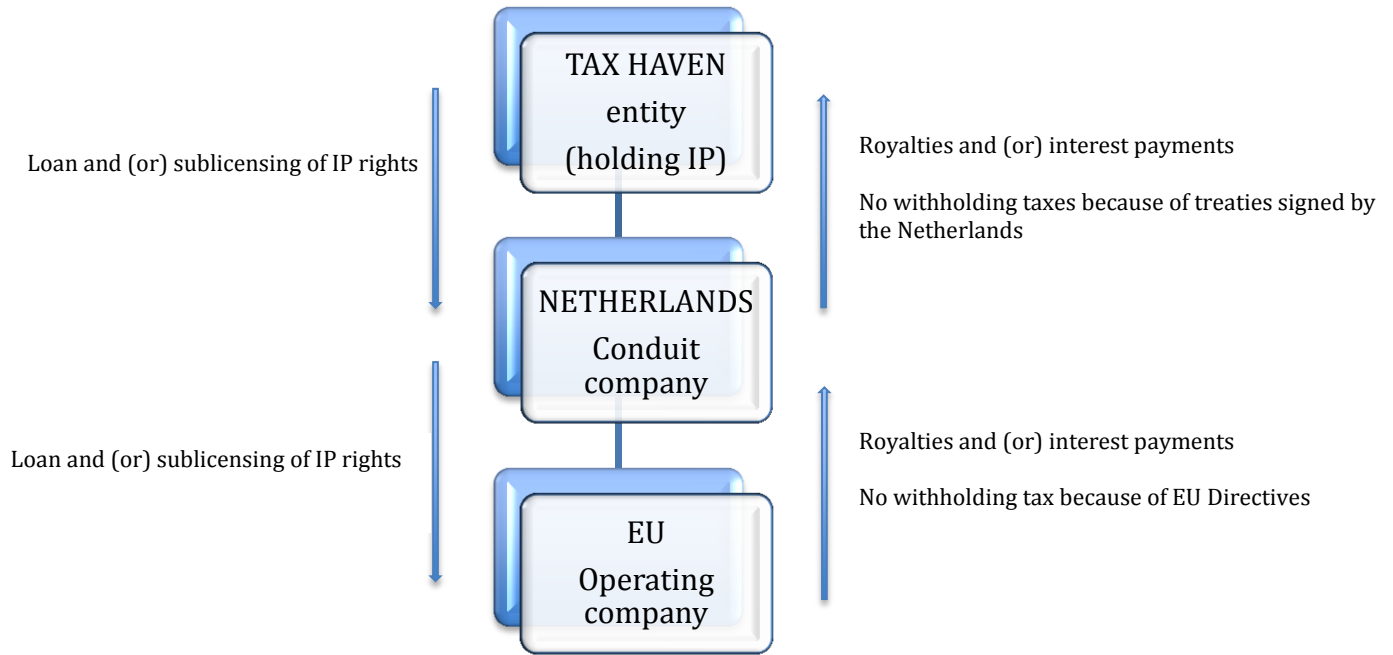 TAX HAVEN
entity
(holding IP)
Loan and (or) sublicensing of IP rights
Royalties and (or) interest payments
No withholding taxes because of treaties signed by
the Netherlands
NETHERLANDS
Conduit
company
Loan and (or) sublicensing of IP rights
Royalties and (or) interest payments
No withholding tax because of EU Directives
EU
Operating
company